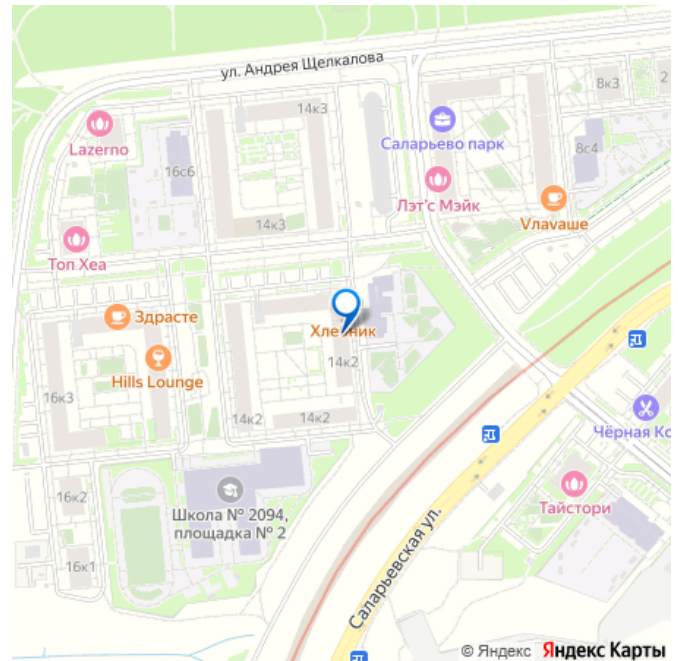 ул. Андрея Щелкалова
8к3
2
14к3
Lazerno
Саларьево парк
16с6
8с4
Лэт'с Мэйк
Vлаvаше
14к3
Топ Хеа
Здрасте
14к2
Hills Lounge
16к3
14к2
14к2
Чёрная Ко
16к2
Школа № 2094,
площадка № 2
Тайстори
16к1
Саларьевская ул.
© Яндекс Яндекс Карты